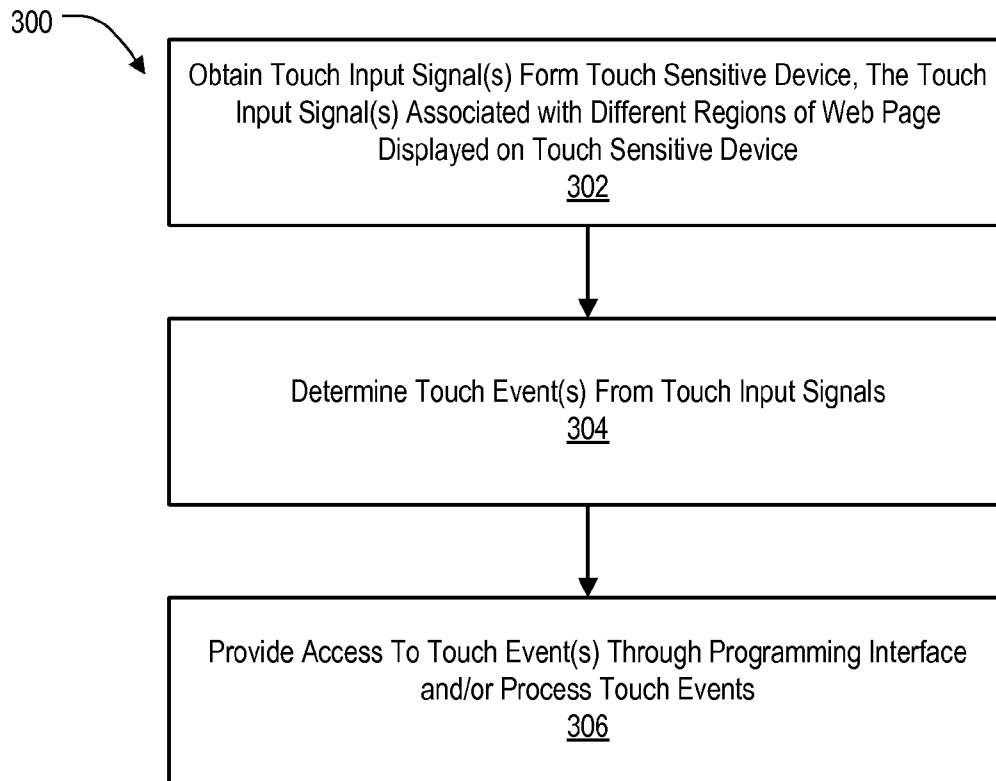 300
Obtain Touch Input Signal(s) Form Touch Sensitive Device, The Touch
Input Signal(s) Associated with Different Regions of Web Page
Displayed on Touch Sensitive Device
302
Determine Touch Event(s) From Touch Input Signals
304
Provide Access To Touch Event(s) Through Programming Interface
and/or Process Touch Events
306